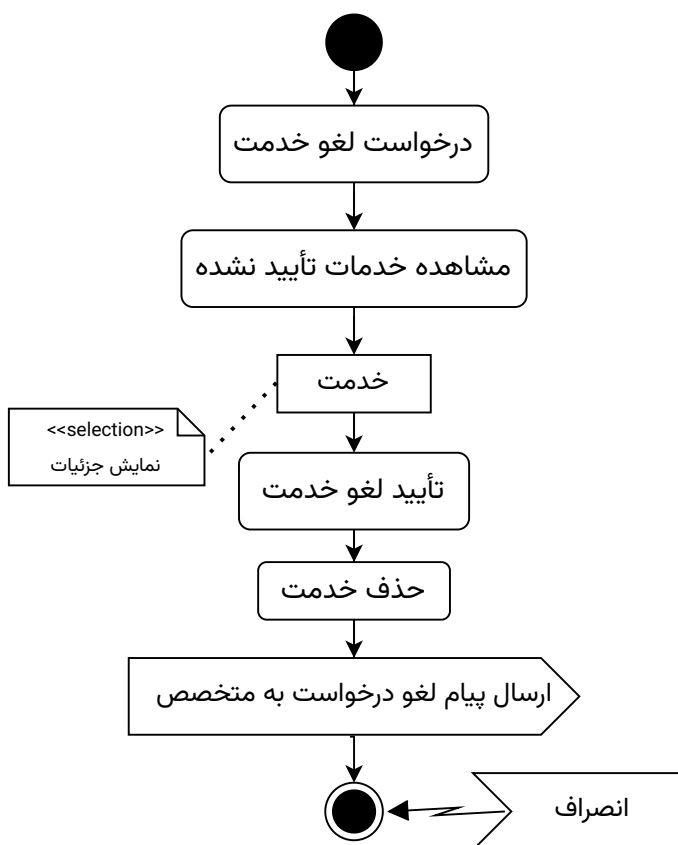 درخواست لغو خدمت
مشاهده خدمات تأیید نشده
خدمت
<<selection>>
نمایش جزئیات
تأیید لغو خدمت
حذف خدمت
ارسال پیام لغو درخواست به متخصص
انصراف